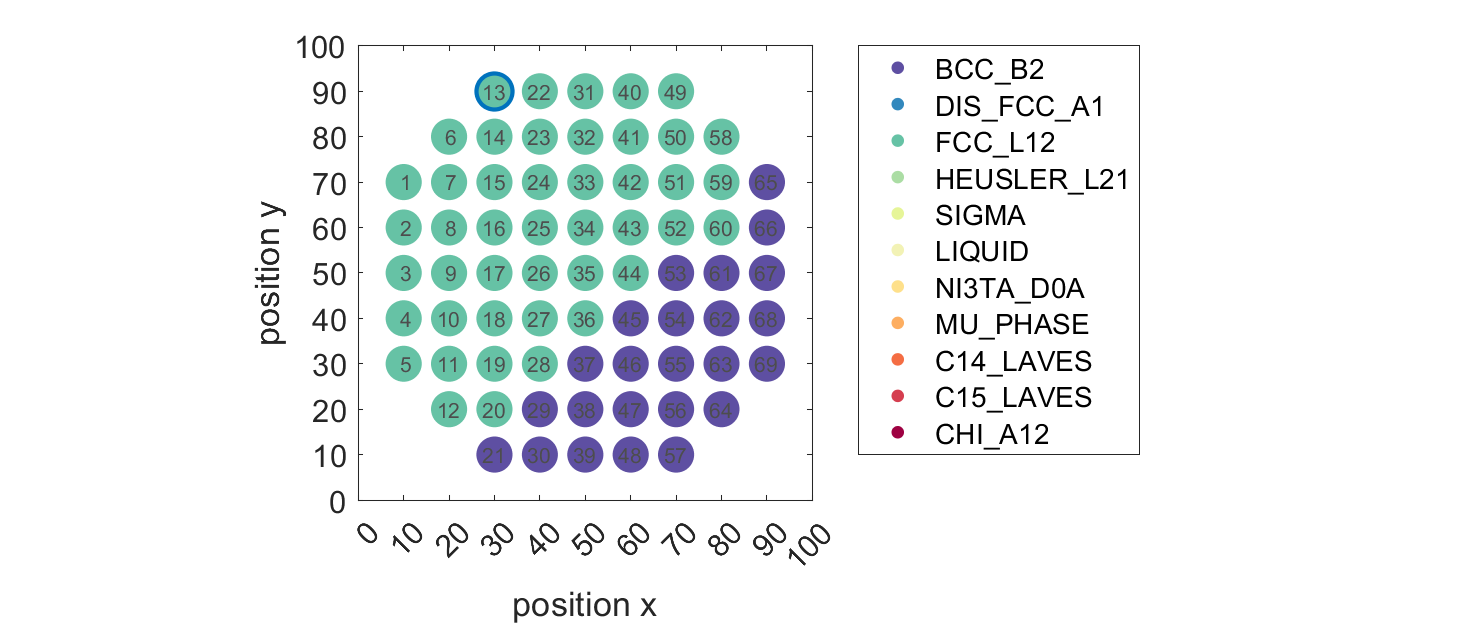 100
90
80
70
60
50
40
30
20
10
0
position y
13 22 31 40 49
6 14 23 32 41 50 58
1 7 15 24 33 42 51 59 65
2 8 16 25 34 43 52 60 66
3 9 17 26 35 44 53 61 67
4 10 18 27 36 45 54 62 68
5 11 19 28 37 46 55 63 69
12 20 29 38 47 56 64
21 30 39 48 57
0 10 20 30 40 50 60 70 80 90 100
position x
BCC_B2
DIS_FCC_A1
FCC_L12
HEUSLER_L21
SIGMA
LIQUID
NI3TA_D0A
MU_PHASE
C14_LAVES
C15_LAVES
CHI_A12